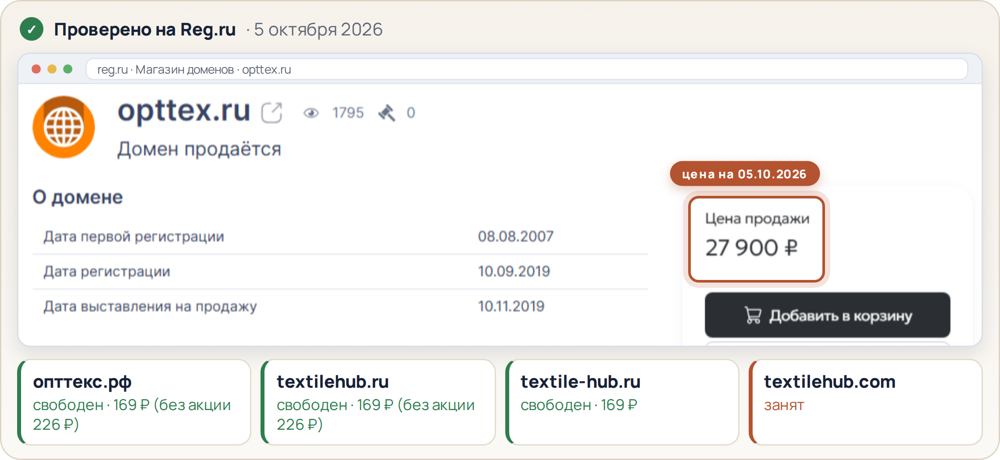 ✓ Проверено на Reg.ru · 5 октября 2026
reg.ru · Магазин доменов · opttex.ru
opttex.ru 1795 0
Домен продаётся
О домене
Дата первой регистрации 08.08.2007
Дата регистрации 10.09.2019
Дата выставления на продажу 10.11.2019
цена на 05.10.2026
Цена продажи
27 900 ₽
Добавить в корзину
опттекс.рф
свободен · 169 ₽ (без акции
226 ₽)
textilehub.ru
свободен · 169 ₽ (без акции
226 ₽)
textile-hub.ru
свободен · 169 ₽
textilehub.com
занят